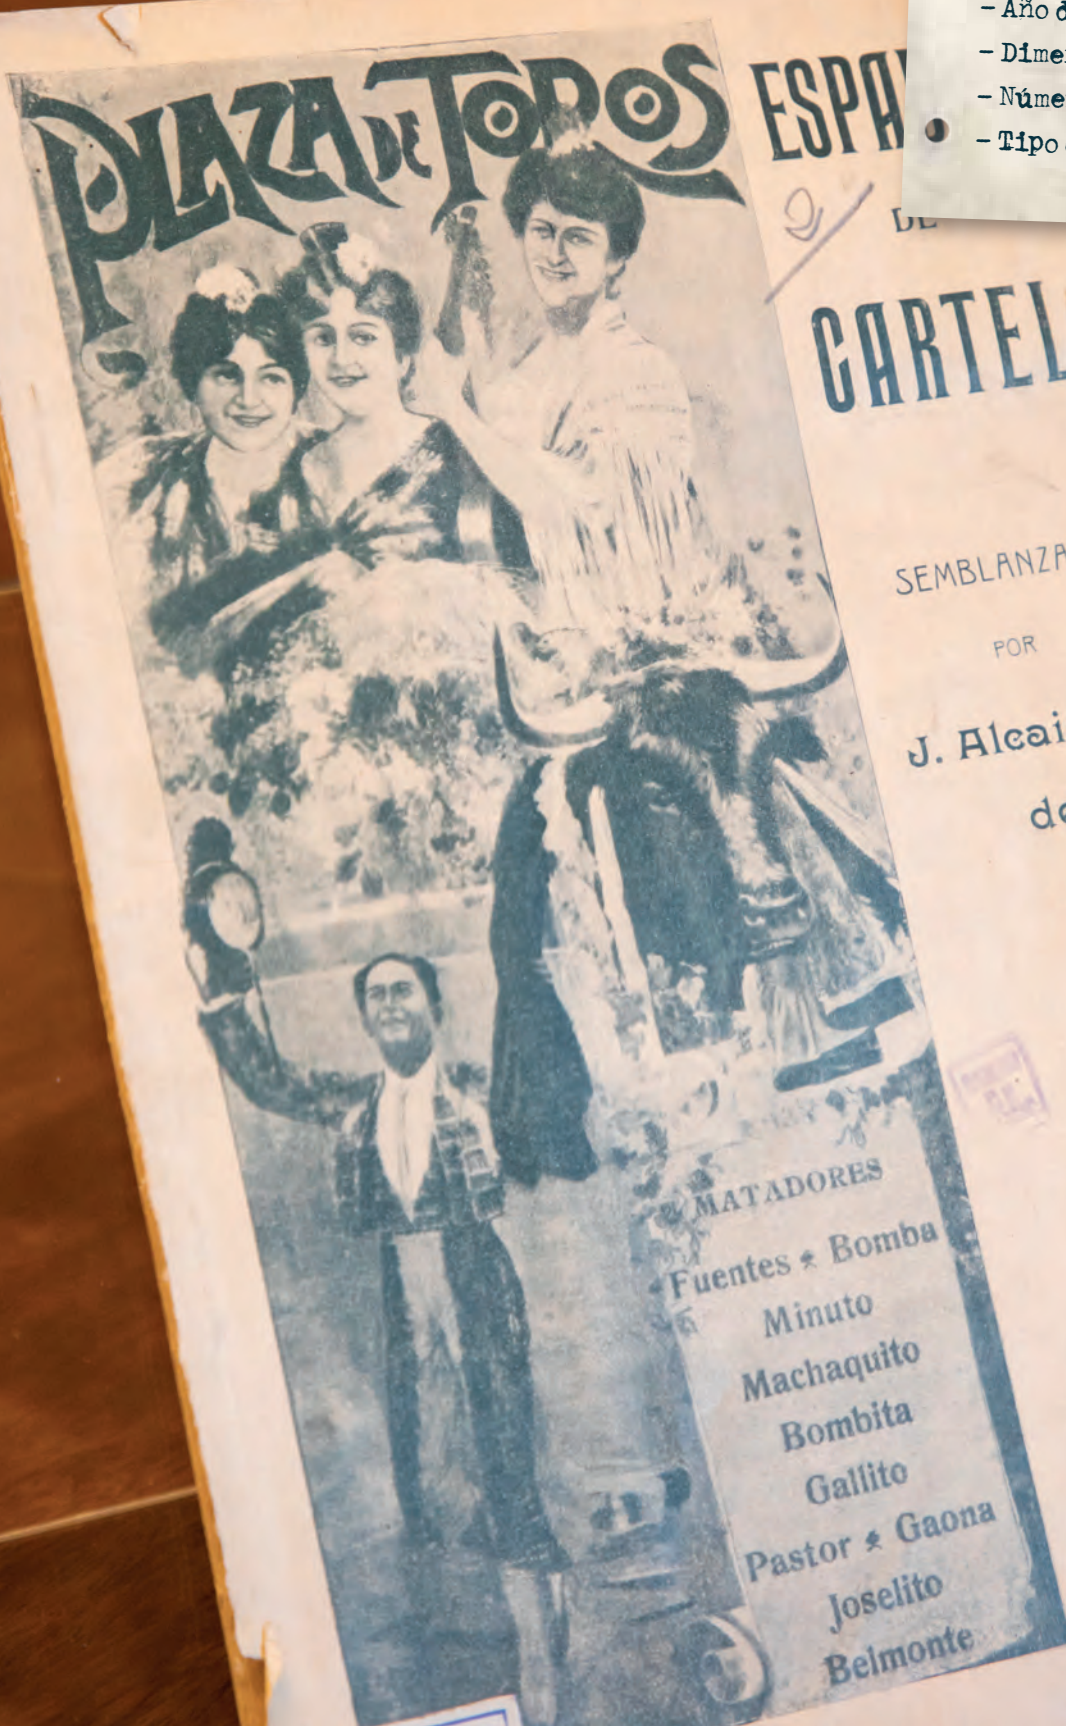 PLAZA DE TOROS
MATADORES
Fuentes Bomba
Minuto
Machaquito
Bombita
Gallito
Pastor Gaona
Joselito
Belmonte
ESPA
DE
CARTEL
SEMBLANZA
POR
J. Alcai
de
- Año d
- Dime
- Núme
- Tipo